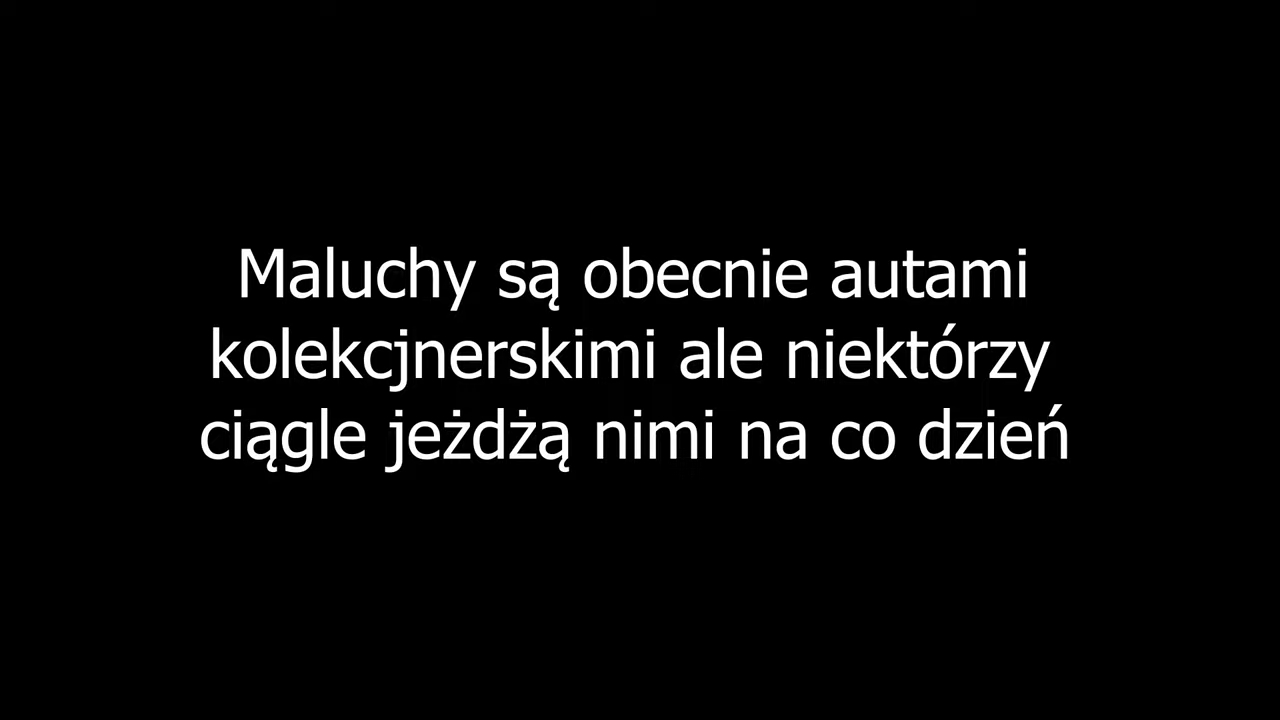 Maluchy są obecnie autami
kolekcjnerskimi ale niektórzy
ciągle jeżdżą nimi na co dzień